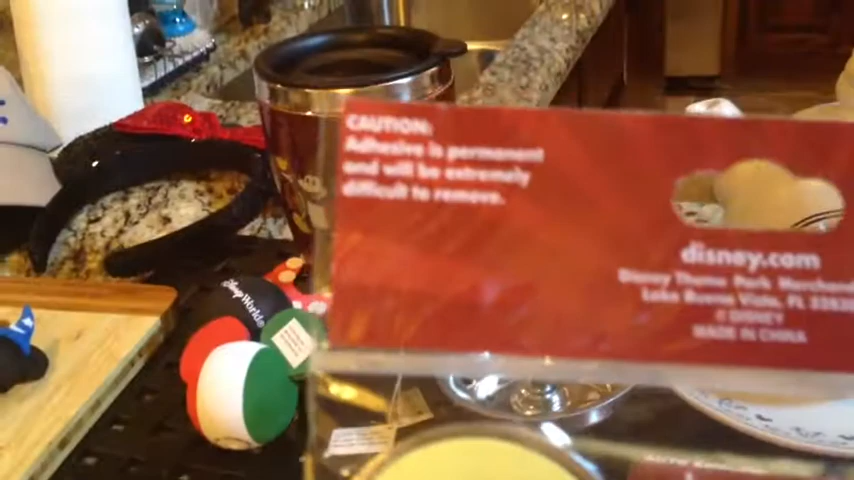 CAUTION:
Adhesive is permanent
and will be extremely
difficult to remove.
disney.com
Disney Theme Park Merchandise
Lake Buena Vista, FL 32830
© DISNEY
MADE IN CHINA
Disney World